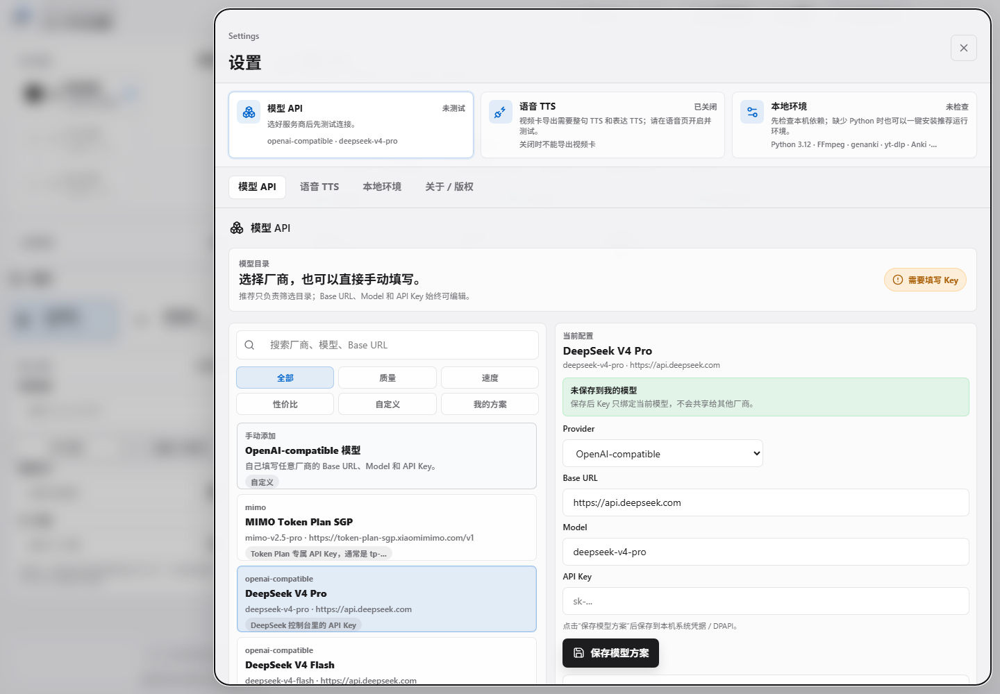 Settings
设置
模型 API
未测试
选好服务商后先测试连接。
openai-compatible · deepseek-v4-pro
语音 TTS
已关闭
视频卡导出需要整句 TTS 和表达 TTS；请在语音页开启并
测试。
关闭时不能导出视频卡
本地环境
未检查
先检查本机依赖；缺少 Python 时也可以一键安装推荐运行
环境。
Python 3.12 · FFmpeg · genanki · yt-dlp · Anki ·...
模型 API
语音 TTS
本地环境
关于 / 版权
模型 API
模型目录
选择厂商，也可以直接手动填写。
推荐只负责筛选目录；Base URL、Model 和 API Key 始终可编辑。
需要填写 Key
搜索厂商、模型、Base URL
全部
质量
速度
性价比
自定义
我的方案
手动添加
OpenAI-compatible 模型
自己填写任意厂商的 Base URL、Model 和 API Key。
自定义
mimo
MIMO Token Plan SGP
mimo-v2.5-pro · https://token-plan-sgp.xiaomimimo.com/v1
Token Plan 专属 API Key，通常是 tp-...
openai-compatible
DeepSeek V4 Pro
deepseek-v4-pro · https://api.deepseek.com
DeepSeek 控制台里的 API Key
openai-compatible
DeepSeek V4 Flash
deepseek-v4-flash · https://api.deepseek.com
当前配置
DeepSeek V4 Pro
deepseek-v4-pro · https://api.deepseek.com
未保存到我的模型
保存后 Key 只绑定当前模型，不会共享给其他厂商。
Provider
OpenAI-compatible
Base URL
https://api.deepseek.com
Model
deepseek-v4-pro
API Key
sk-...
点击“保存模型方案”后保存到本机系统凭据 / DPAPI。
保存模型方案